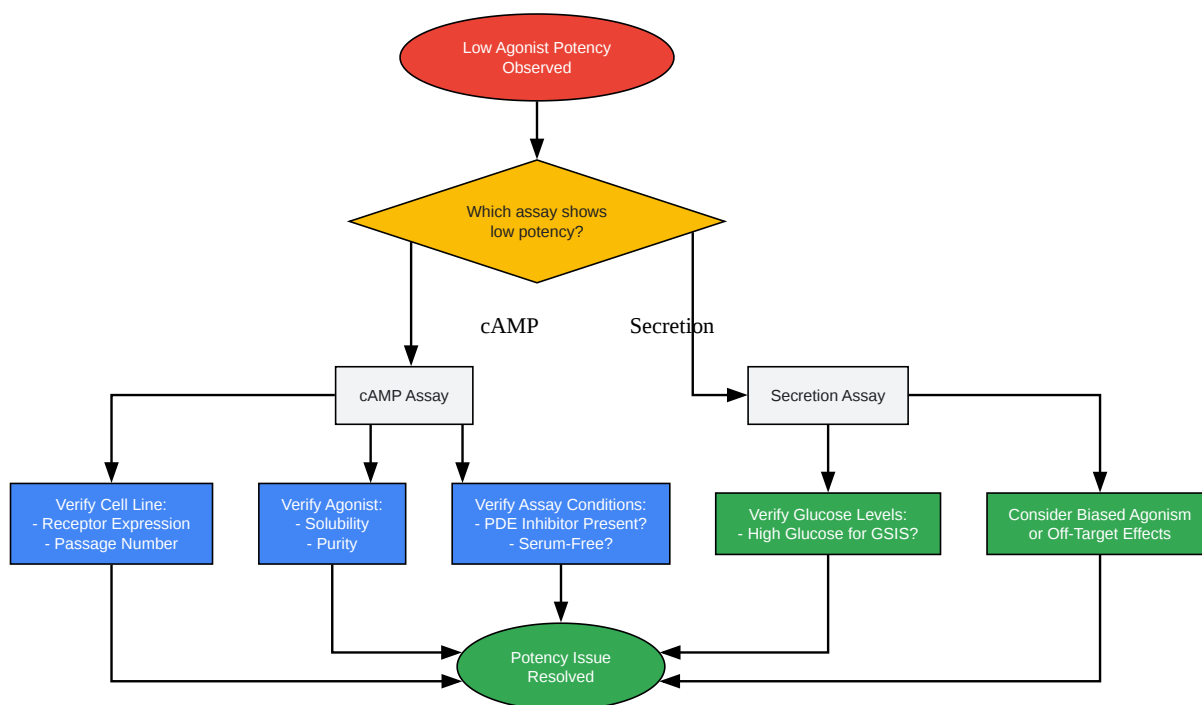 Low Agonist Potency
Observed
Which assay shows
low potency?
cAMP
Secretion
cAMP Assay
Secretion Assay
Verify Cell Line:
- Receptor Expression
- Passage Number
Verify Agonist:
- Solubility
- Purity
Verify Assay Conditions:
- PDE Inhibitor Present?
- Serum-Free?
Verify Glucose Levels:
- High Glucose for GSIS?
Consider Biased Agonism
or Off-Target Effects
Potency Issue
Resolved